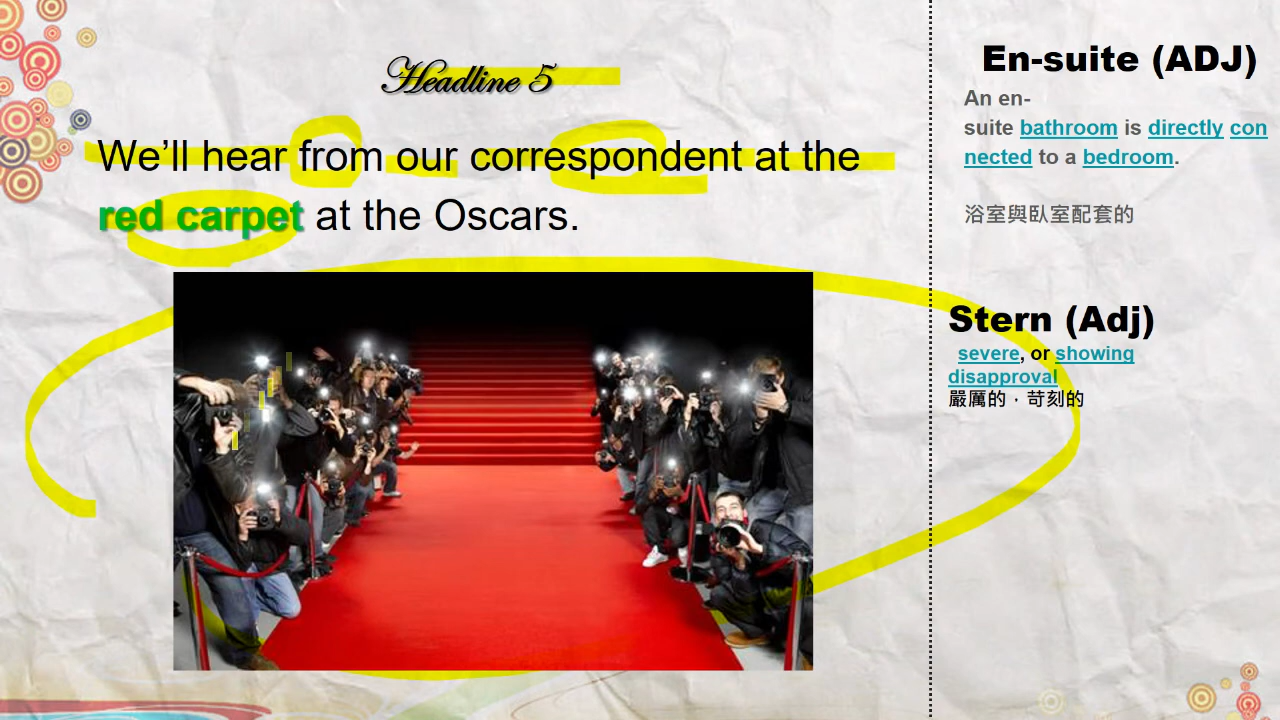 Headline 5
We’ll hear from our correspondent at the
red carpet at the Oscars.
En-suite (ADJ)
An en-
suite bathroom is directly con
nected to a bedroom.
浴室與臥室配套的
Stern (Adj)
severe, or showing
disapproval
嚴厲的，苛刻的